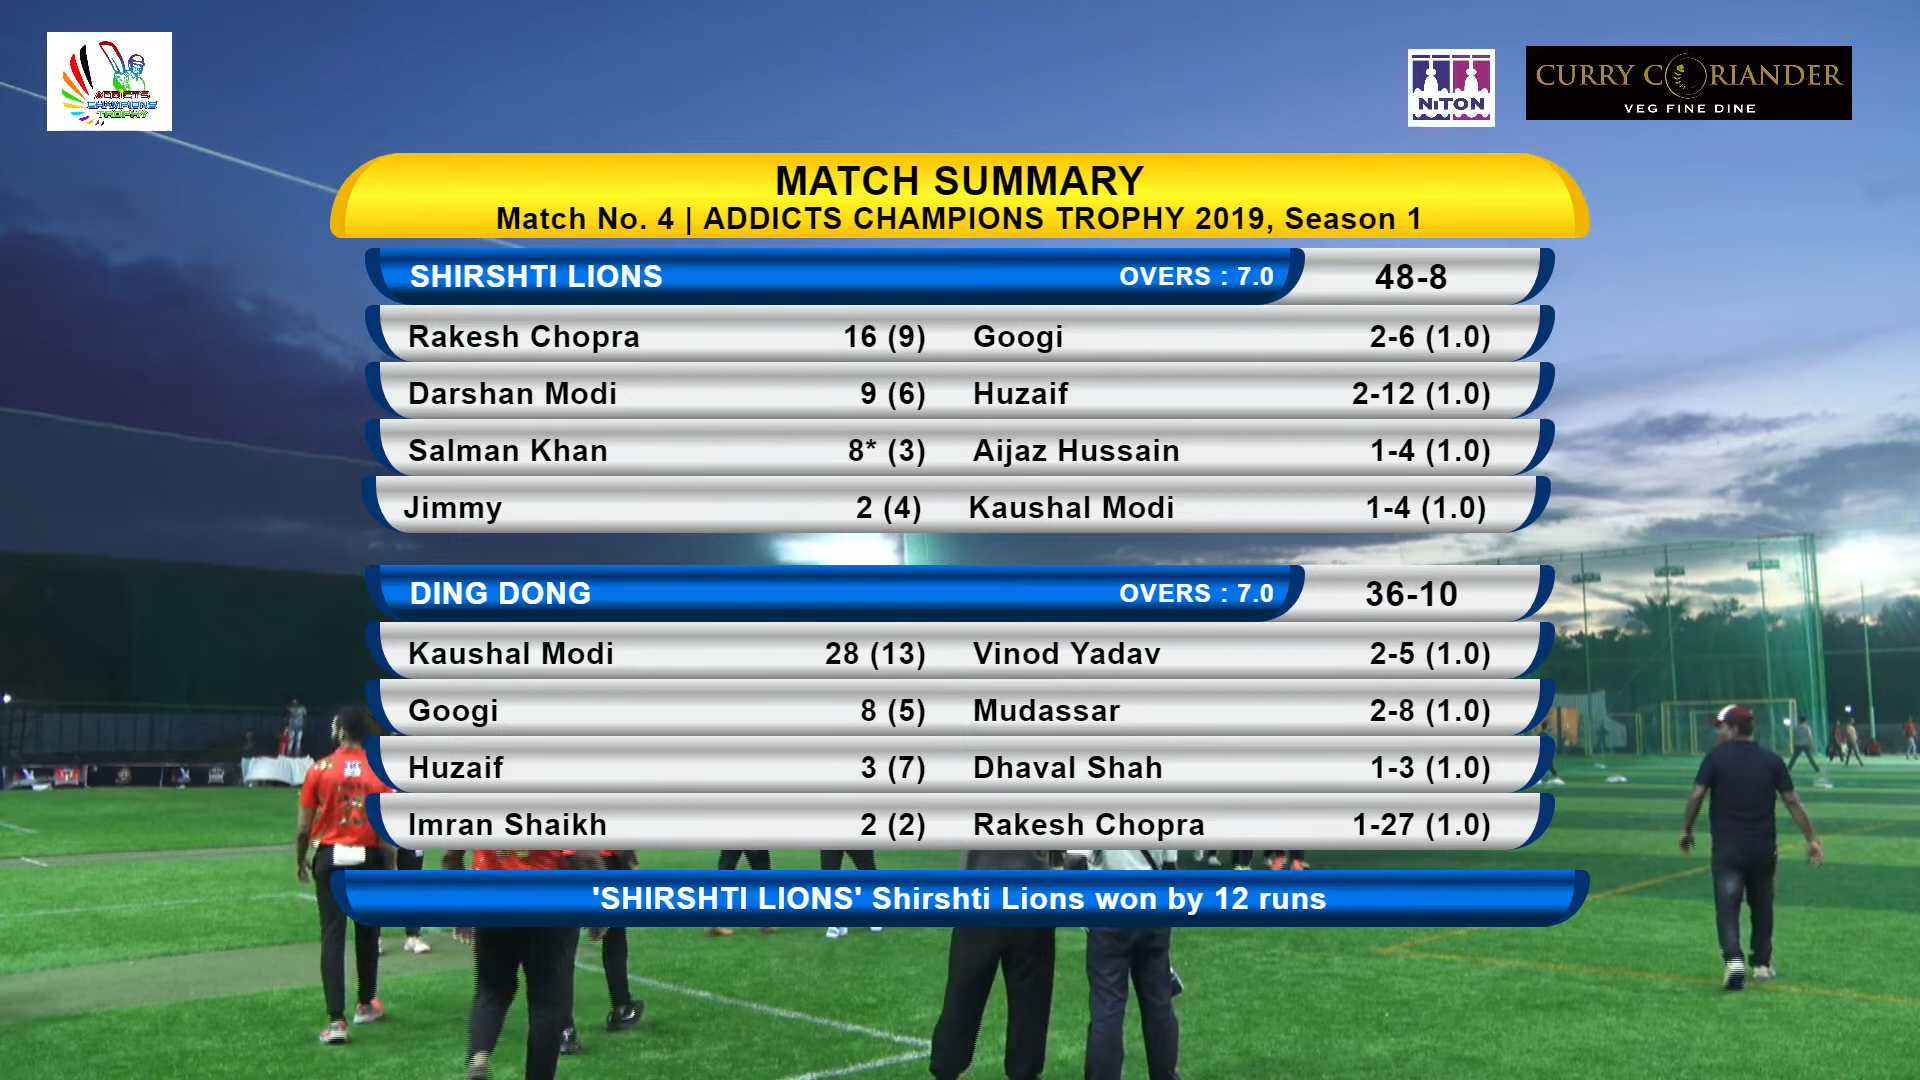 ADDICTS
CHAMPIONS
TROPHY
NiTON
CURRY CORIANDER
VEG FINE DINE
MATCH SUMMARY
Match No. 4 | ADDICTS CHAMPIONS TROPHY 2019, Season 1
SHIRSHTI LIONS OVERS : 7.0 48-8
Rakesh Chopra 16 (9) Googi 2-6 (1.0)
Darshan Modi 9 (6) Huzaif 2-12 (1.0)
Salman Khan 8* (3) Aijaz Hussain 1-4 (1.0)
Jimmy 2 (4) Kaushal Modi 1-4 (1.0)
DING DONG OVERS : 7.0 36-10
Kaushal Modi 28 (13) Vinod Yadav 2-5 (1.0)
Googi 8 (5) Mudassar 2-8 (1.0)
Huzaif 3 (7) Dhaval Shah 1-3 (1.0)
Imran Shaikh 2 (2) Rakesh Chopra 1-27 (1.0)
'SHIRSHTI LIONS' Shirshti Lions won by 12 runs